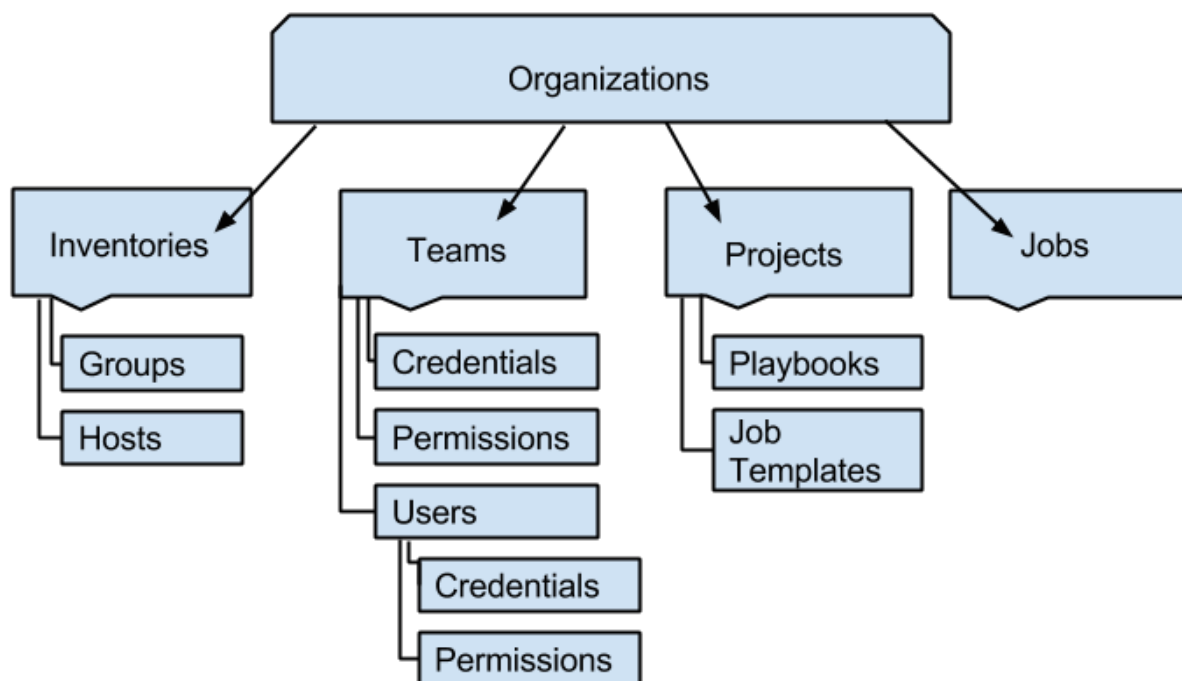 Organizations
Inventories
Teams
Projects
Jobs
Groups
Hosts
Credentials
Permissions
Users
Credentials
Permissions
Playbooks
Job
Templates